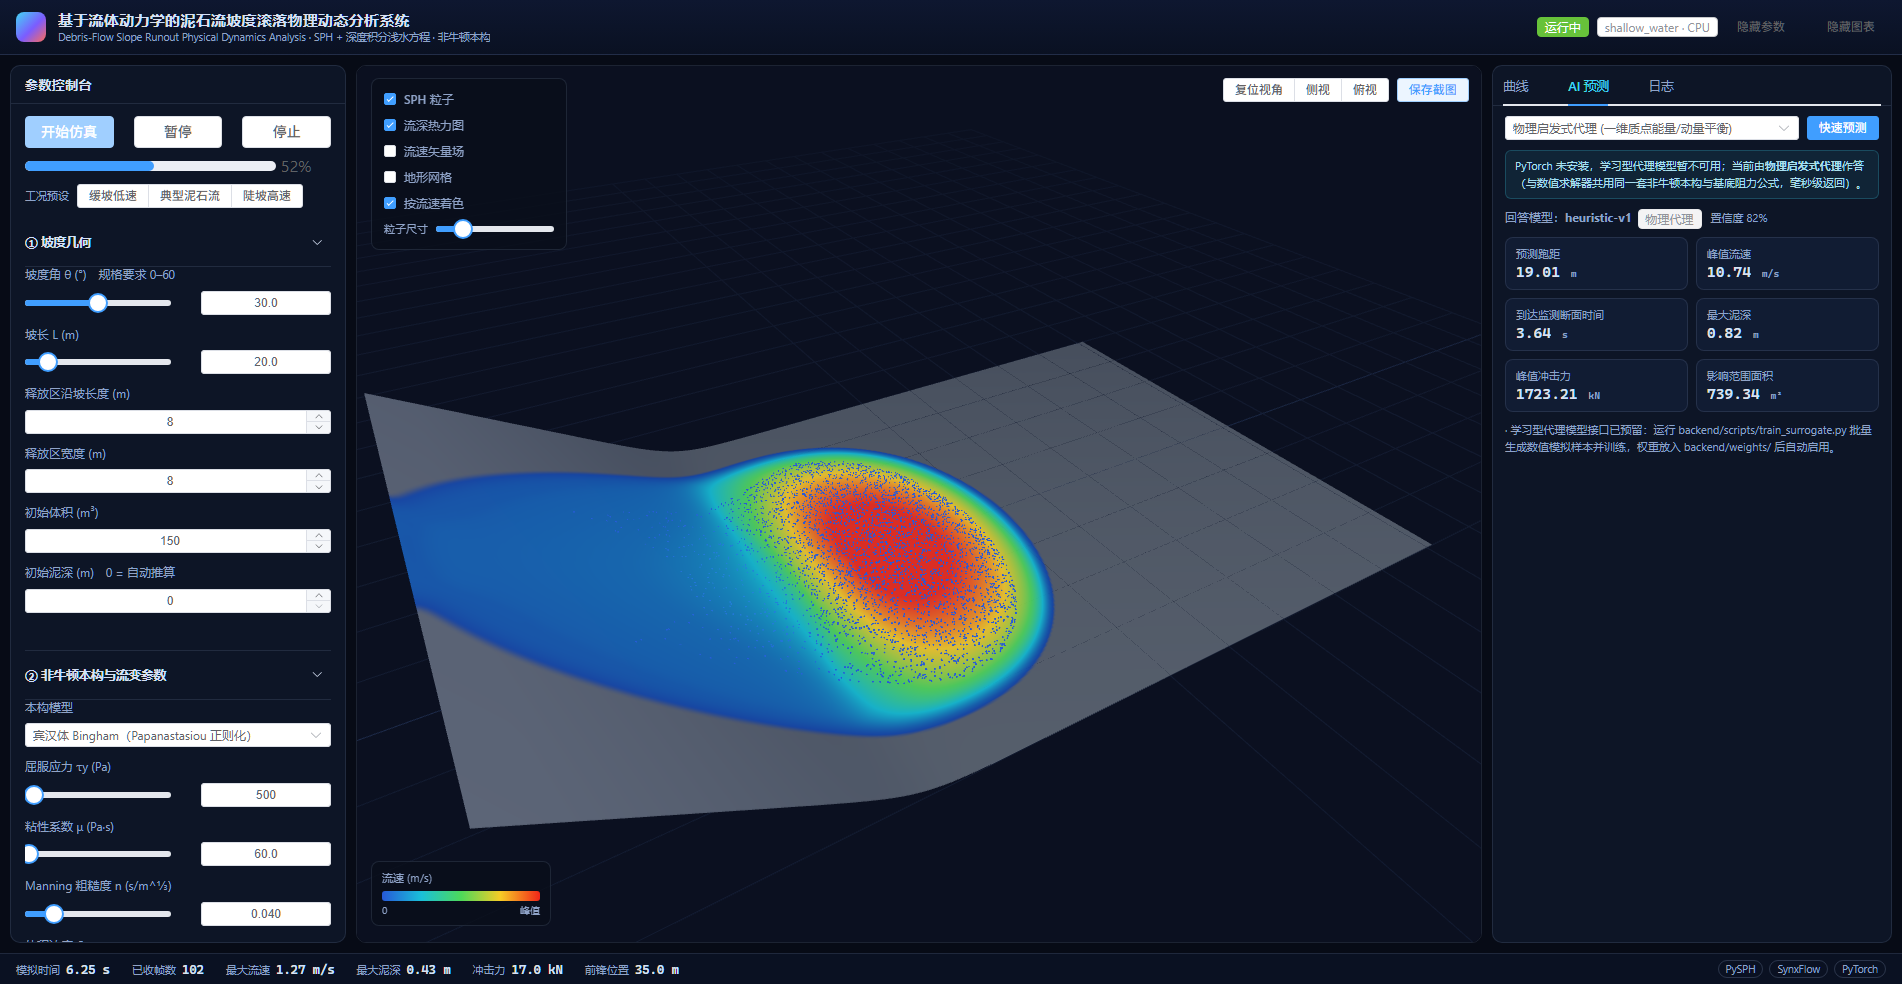 基于流体动力学的泥石流坡度滚落物理动态分析系统
Debris-Flow Slope Runout Physical Dynamics Analysis · SPH + 深度积分浅水方程 · 非牛顿本构
运行中
shallow_water · CPU
隐藏参数
隐藏图表
参数控制台
开始仿真
暂停
停止
52%
工况预设
缓坡低速
典型泥石流
陡坡高速
① 坡度几何
坡度角 θ (°) 规格要求 0–60
30.0
坡长 L (m)
20.0
释放区沿坡长度 (m)
8
释放区宽度 (m)
8
初始体积 (m³)
150
初始泥深 (m) 0 = 自动推算
0
② 非牛顿本构与流变参数
本构模型
宾汉体 Bingham（Papanastasiou 正则化）
屈服应力 τy (Pa)
500
粘性系数 μ (Pa·s)
60.0
Manning 粗糙度 n (s/m^⅓)
0.040
SPH 粒子
流深热力图
流速矢量场
地形网格
按流速着色
粒子尺寸
复位视角
侧视
俯视
保存截图
流速 (m/s)
0
峰值
曲线
AI 预测
日志
物理启发式代理 (一维质点能量/动量平衡)
快速预测
PyTorch 未安装，学习型代理模型暂不可用；当前由物理启发式代理作答
（与数值求解器共用同一套非牛顿本构与基底阻力公式，毫秒级返回）。
回答模型：heuristic-v1
物理代理
置信度 82%
预测跑距
19.01 m
峰值流速
10.74 m/s
到达监测断面时间
3.64 s
最大泥深
0.82 m
峰值冲击力
1723.21 kN
影响范围面积
739.34 m²
· 学习型代理模型接口已预留：运行 backend/scripts/train_surrogate.py 批量
生成数值模拟样本并训练，权重放入 backend/weights/ 后自动启用。
模拟时间 6.25 s
已收帧数 102
最大流速 1.27 m/s
最大泥深 0.43 m
冲击力 17.0 kN
前锋位置 35.0 m
PySPH
SynxFlow
PyTorch